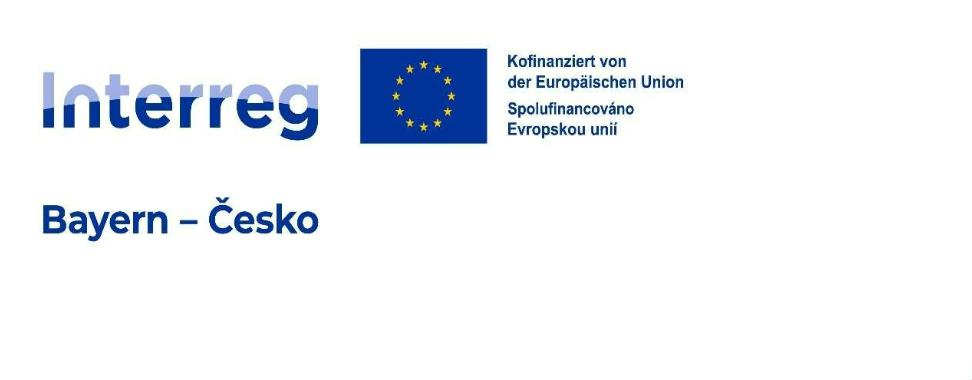 Interreg
Kofinanziert von
der Europäischen Union
Spolufinancováno
Evropskou unií
Bayern – Česko